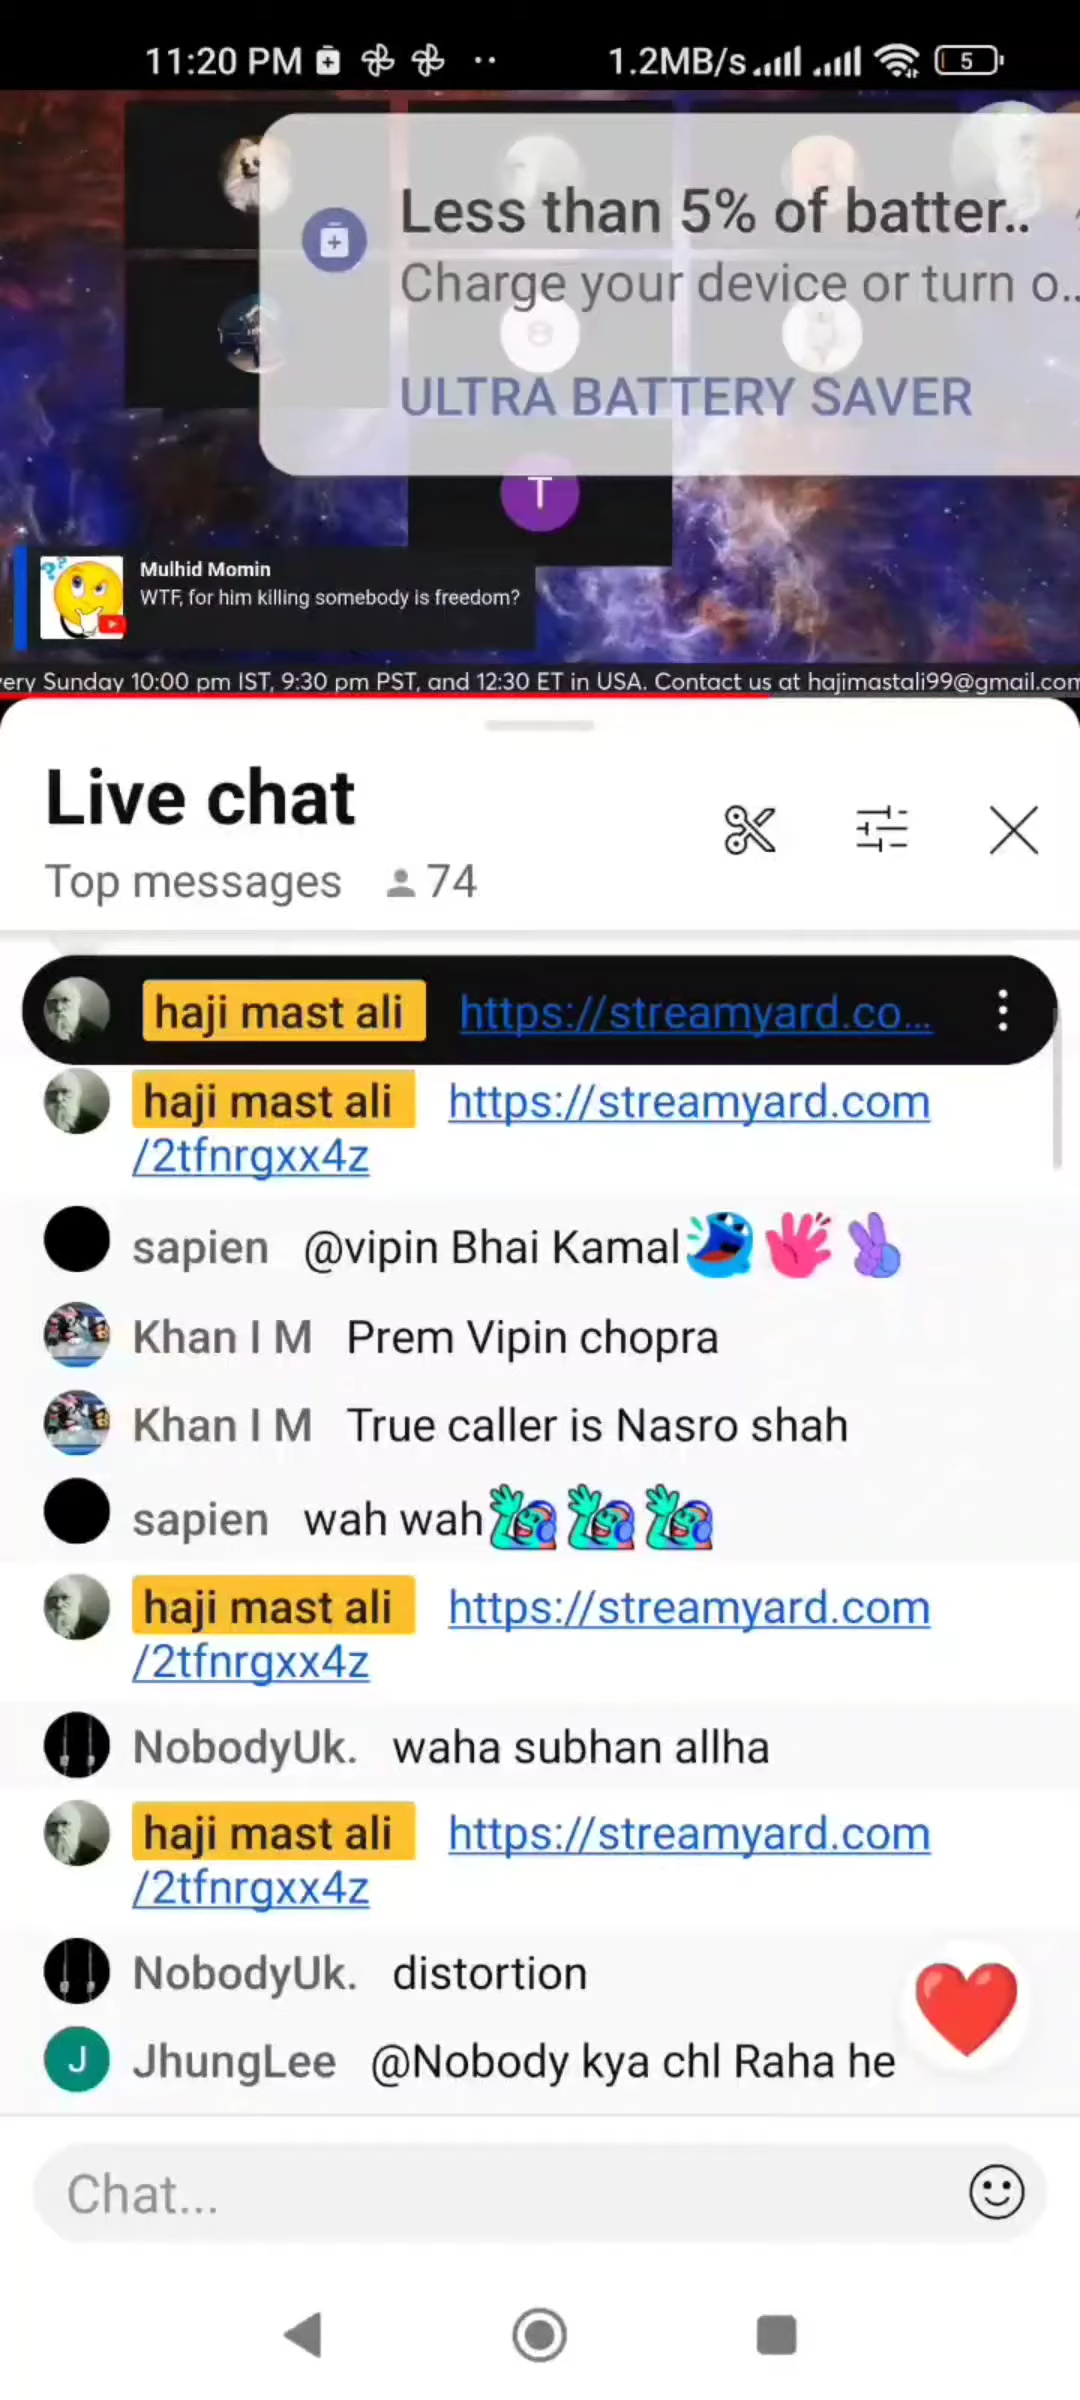 11:20 PM
1.2MB/s
5
Less than 5% of batter..
Charge your device or turn o..
ULTRA BATTERY SAVER
T
Mulhid Momin
WTF, for him killing somebody is freedom?
ery Sunday 10:00 pm IST, 9:30 pm PST, and 12:30 ET in USA. Contact us at hajimastali99@gmail.com
Live chat
Top messages 74
haji mast ali https://streamyard.co...
haji mast ali https://streamyard.com
/2tfnrgxx4z
sapien @vipin Bhai Kamal
Khan I M Prem Vipin chopra
Khan I M True caller is Nasro shah
sapien wah wah
haji mast ali https://streamyard.com
/2tfnrgxx4z
NobodyUk. waha subhan allha
haji mast ali https://streamyard.com
/2tfnrgxx4z
NobodyUk. distortion
J JhungLee @Nobody kya chl Raha he
Chat...